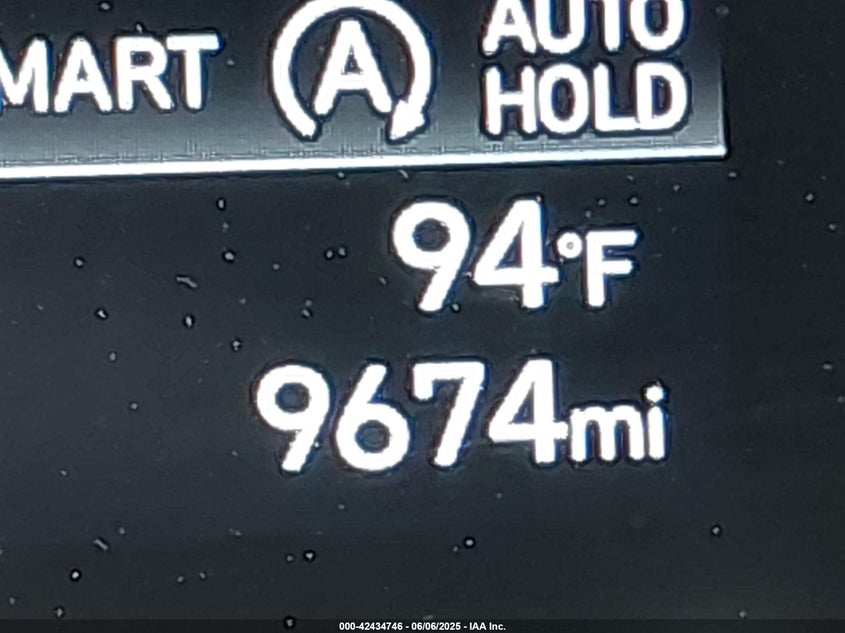 MART A AUTO HOLD
94°F
9674mi
000-42434746 - 06/06/2025 - IAA Inc.